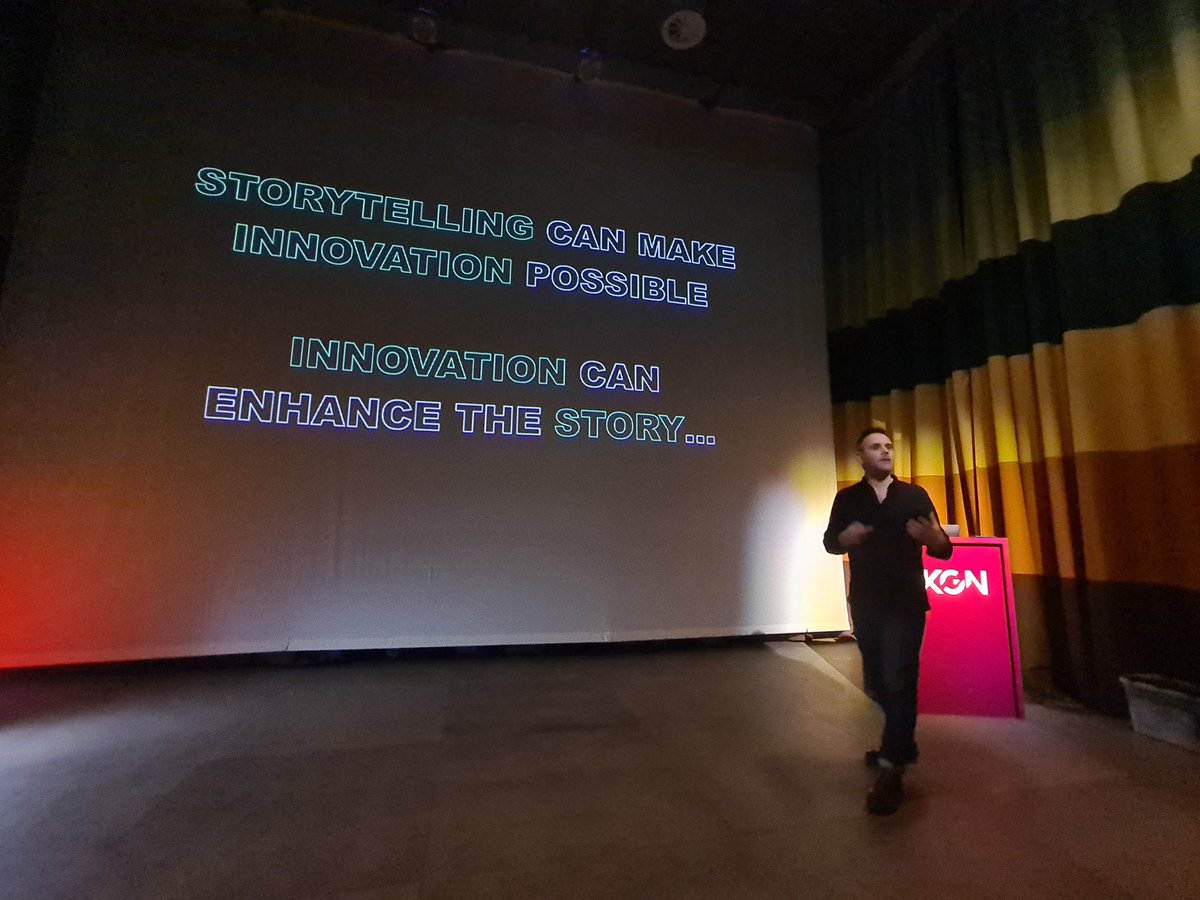 STORYTELLING CAN MAKE
INNOVATION POSSIBLE
INNOVATION CAN
ENHANCE THE STORY...
KGN